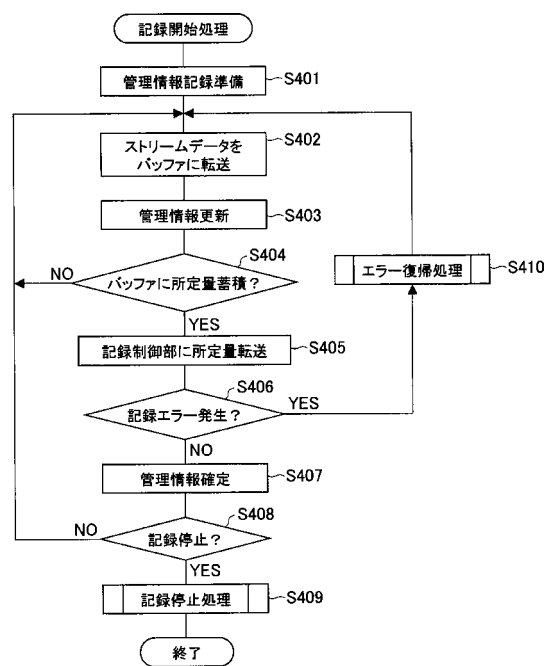 記録開始処理
管理情報記録準備
S401
ストリームデータを
バッファに転送
S402
管理情報更新
S403
S404
NO
バッファに所定量蓄積？
エラー復帰処理
S410
YES
記録制御部に所定量転送
S405
S406
記録エラー発生？
YES
NO
管理情報確定
S407
S408
NO
記録停止？
YES
記録停止処理
S409
終了